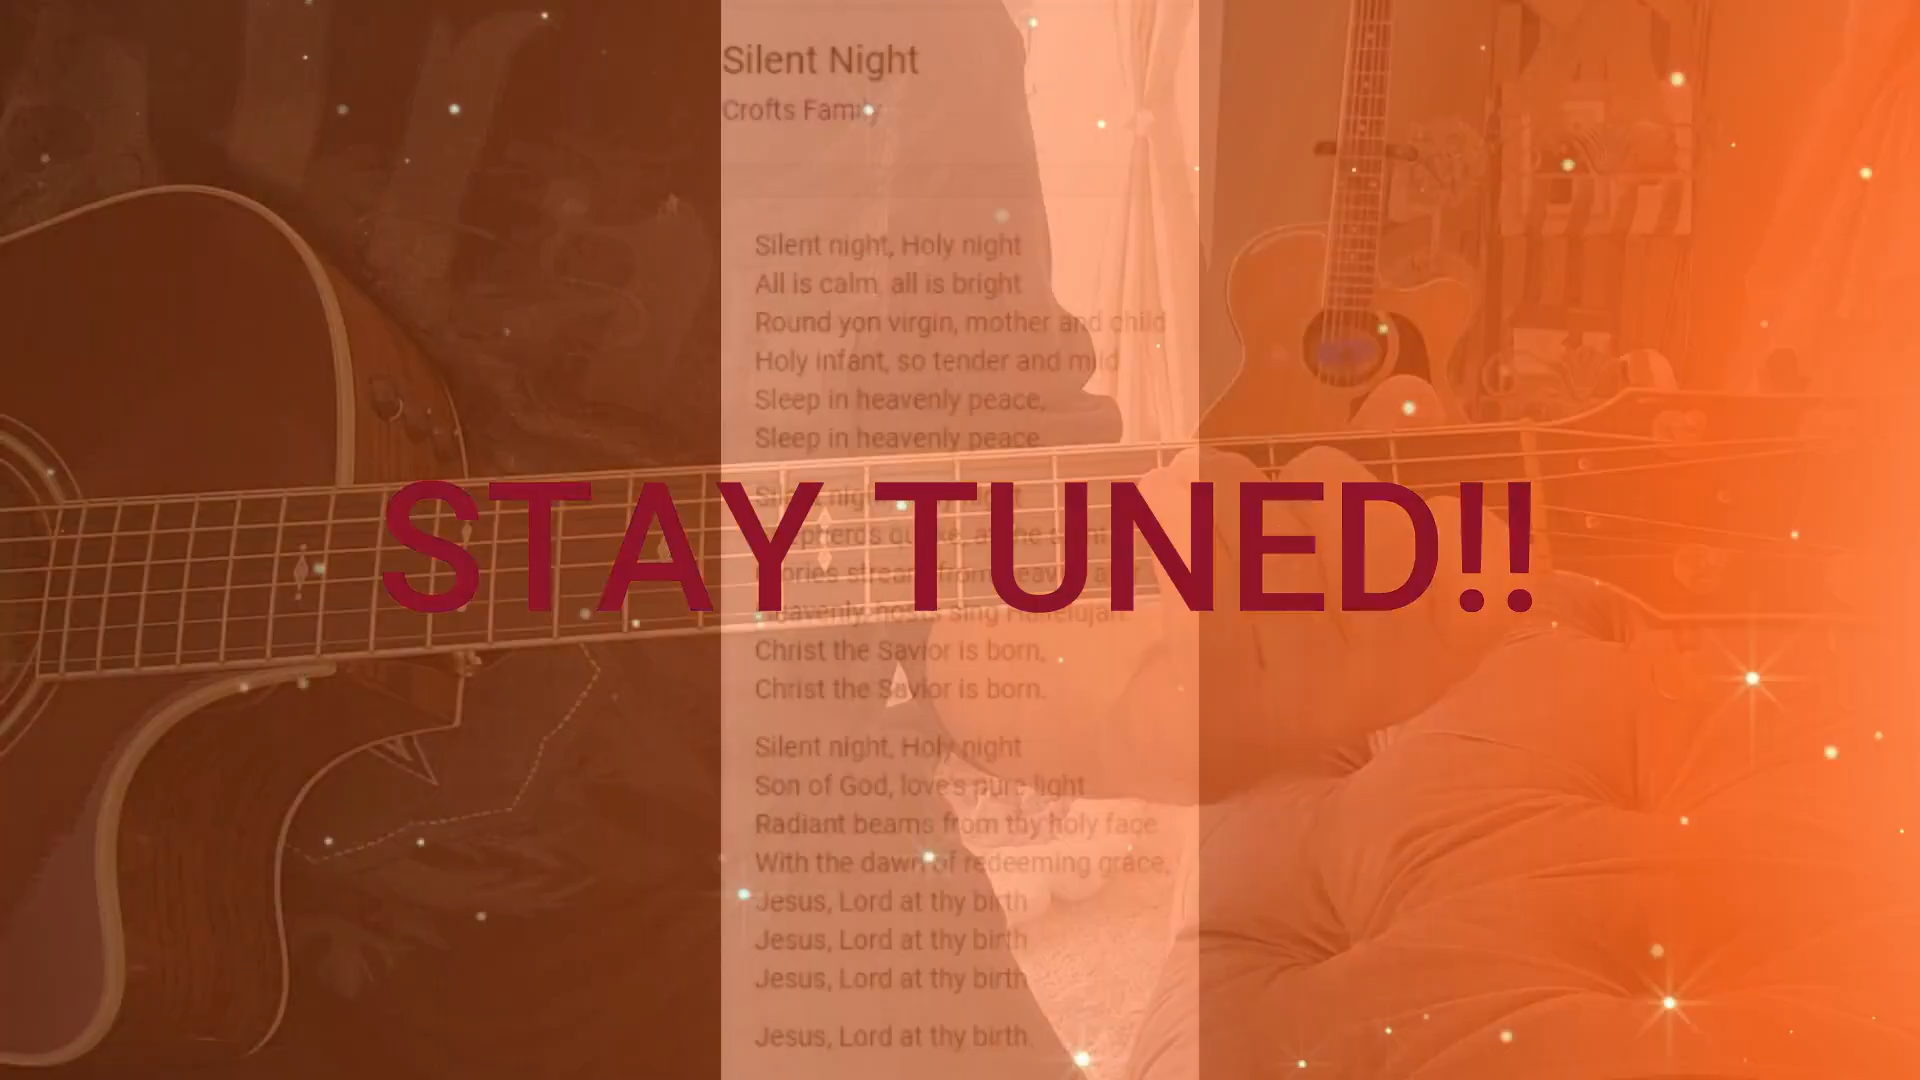 Silent Night
Crofts Family
Silent night, Holy night
All is calm all is bright
Round yon virgin, mother and child
Holy infant, so tender and mild
Sleep in heavenly peace,
Sleep in heavenly peace
STAY TUNED!!
Heavenly hosts sing
Christ the Savior is born,
Christ the Savior is born.
Silent night, Holy night
Son of God, love's pure light
Radiant beams from thy holy face
With the dawn of redeeming grace,
Jesus, Lord at thy birth
Jesus, Lord at thy birth
Jesus, Lord at thy birth
Jesus, Lord at thy birth